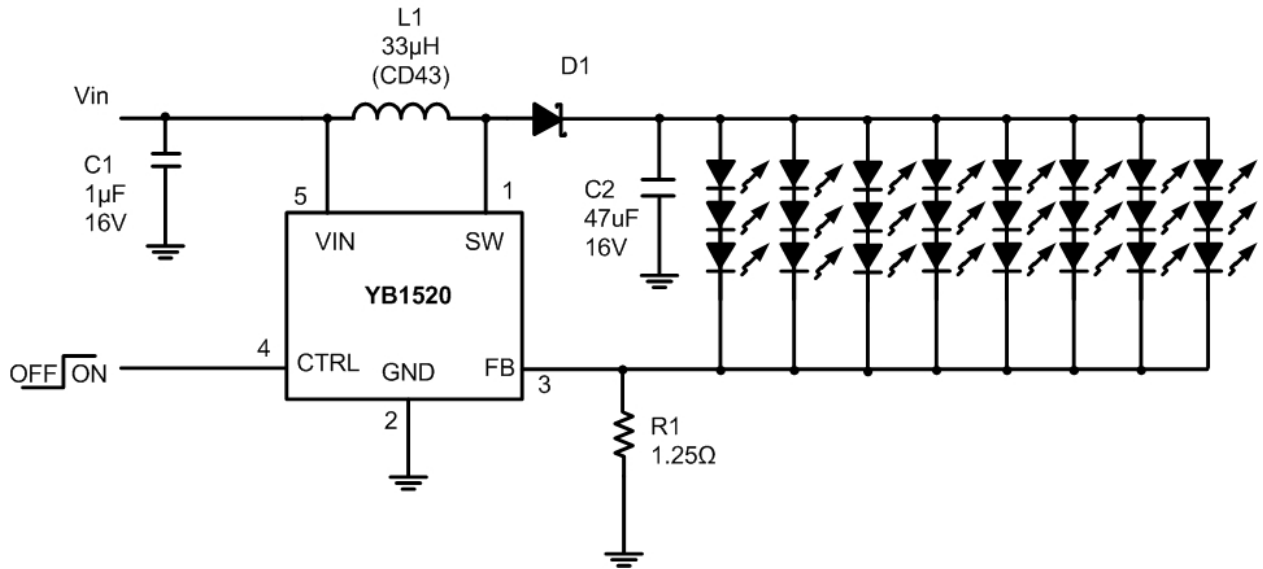 L1
33µH
(CD43)
D1
Vin
C1
1µF
16V
5
1
C2
47uF
16V
VIN
SW
YB1520
4
CTRL
GND
FB
3
OFF
ON
2
R1
1.25Ω